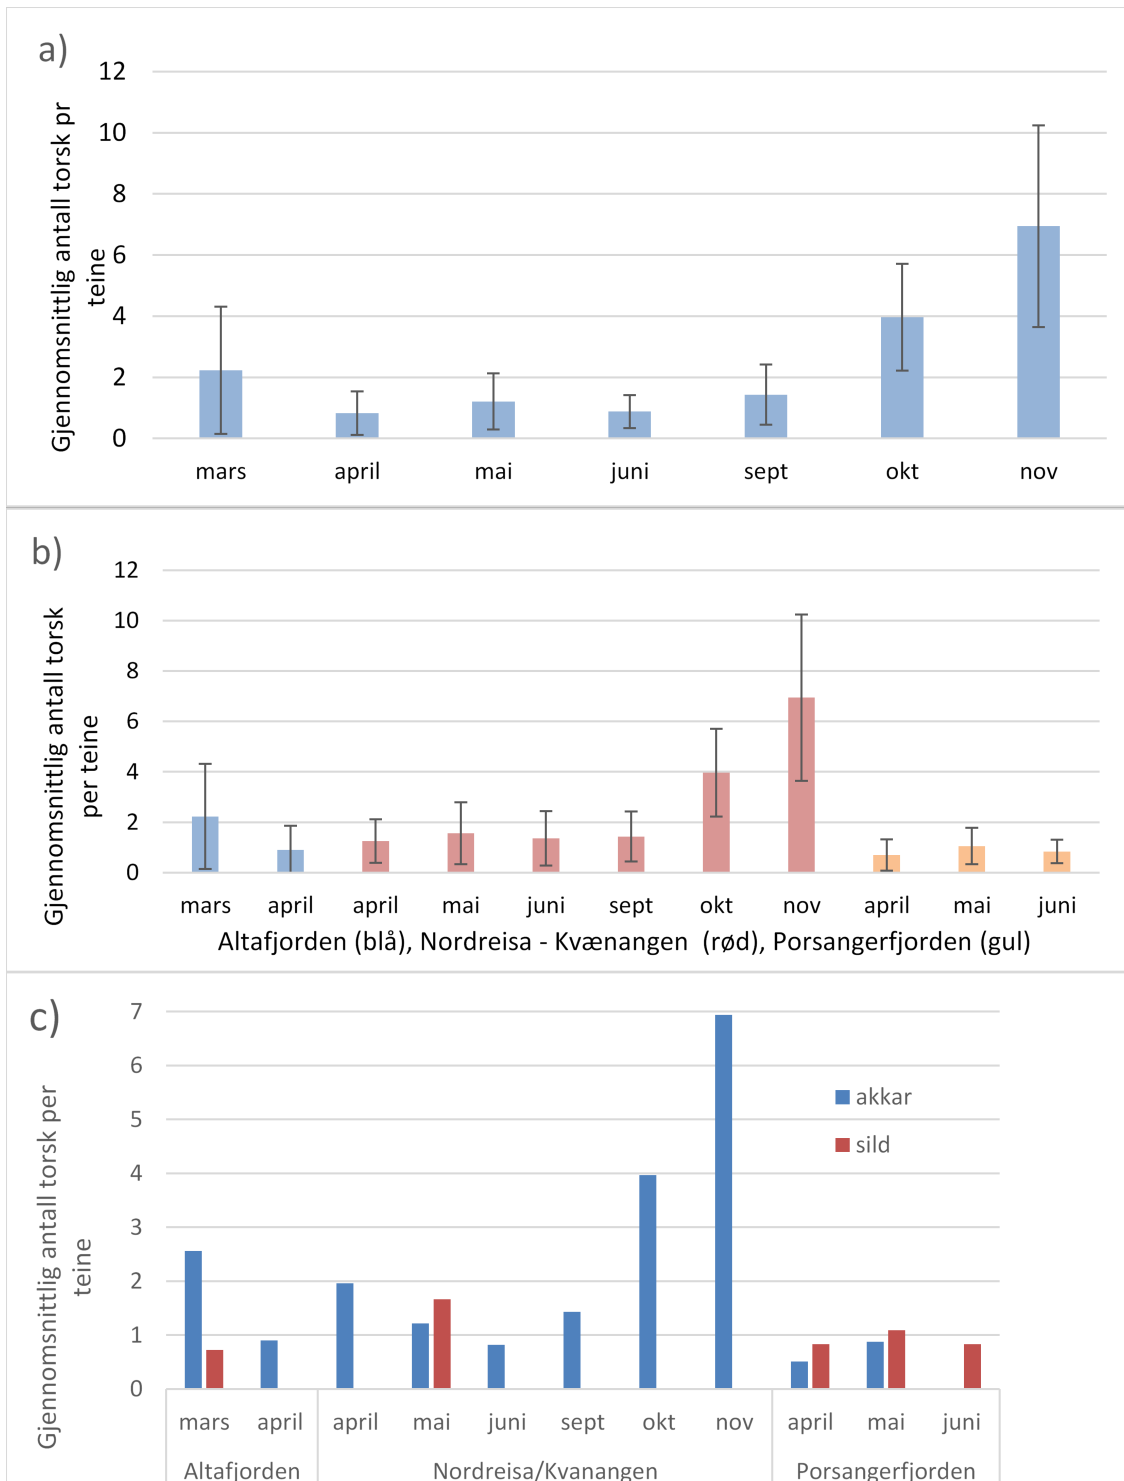 a)
Gjennomsnittlig antall torsk pr
teine
12
10
8
6
4
2
0
mars april mai juni sept okt nov
b)
Gjennomsnittlig antall torsk
per teine
12
10
8
6
4
2
0
mars april april mai juni sept okt nov april mai juni
Altafjorden (blå), Nordreisa - Kvænangen (rød), Porsangerfjorden (gul)
c)
Gjennomsnittlig antall torsk per
teine
7
6
5
4
3
2
1
0
akkar
sild
mars april april mai juni sept okt nov april mai juni
Altafjorden Nordreisa/Kvanangen Porsangerfjorden